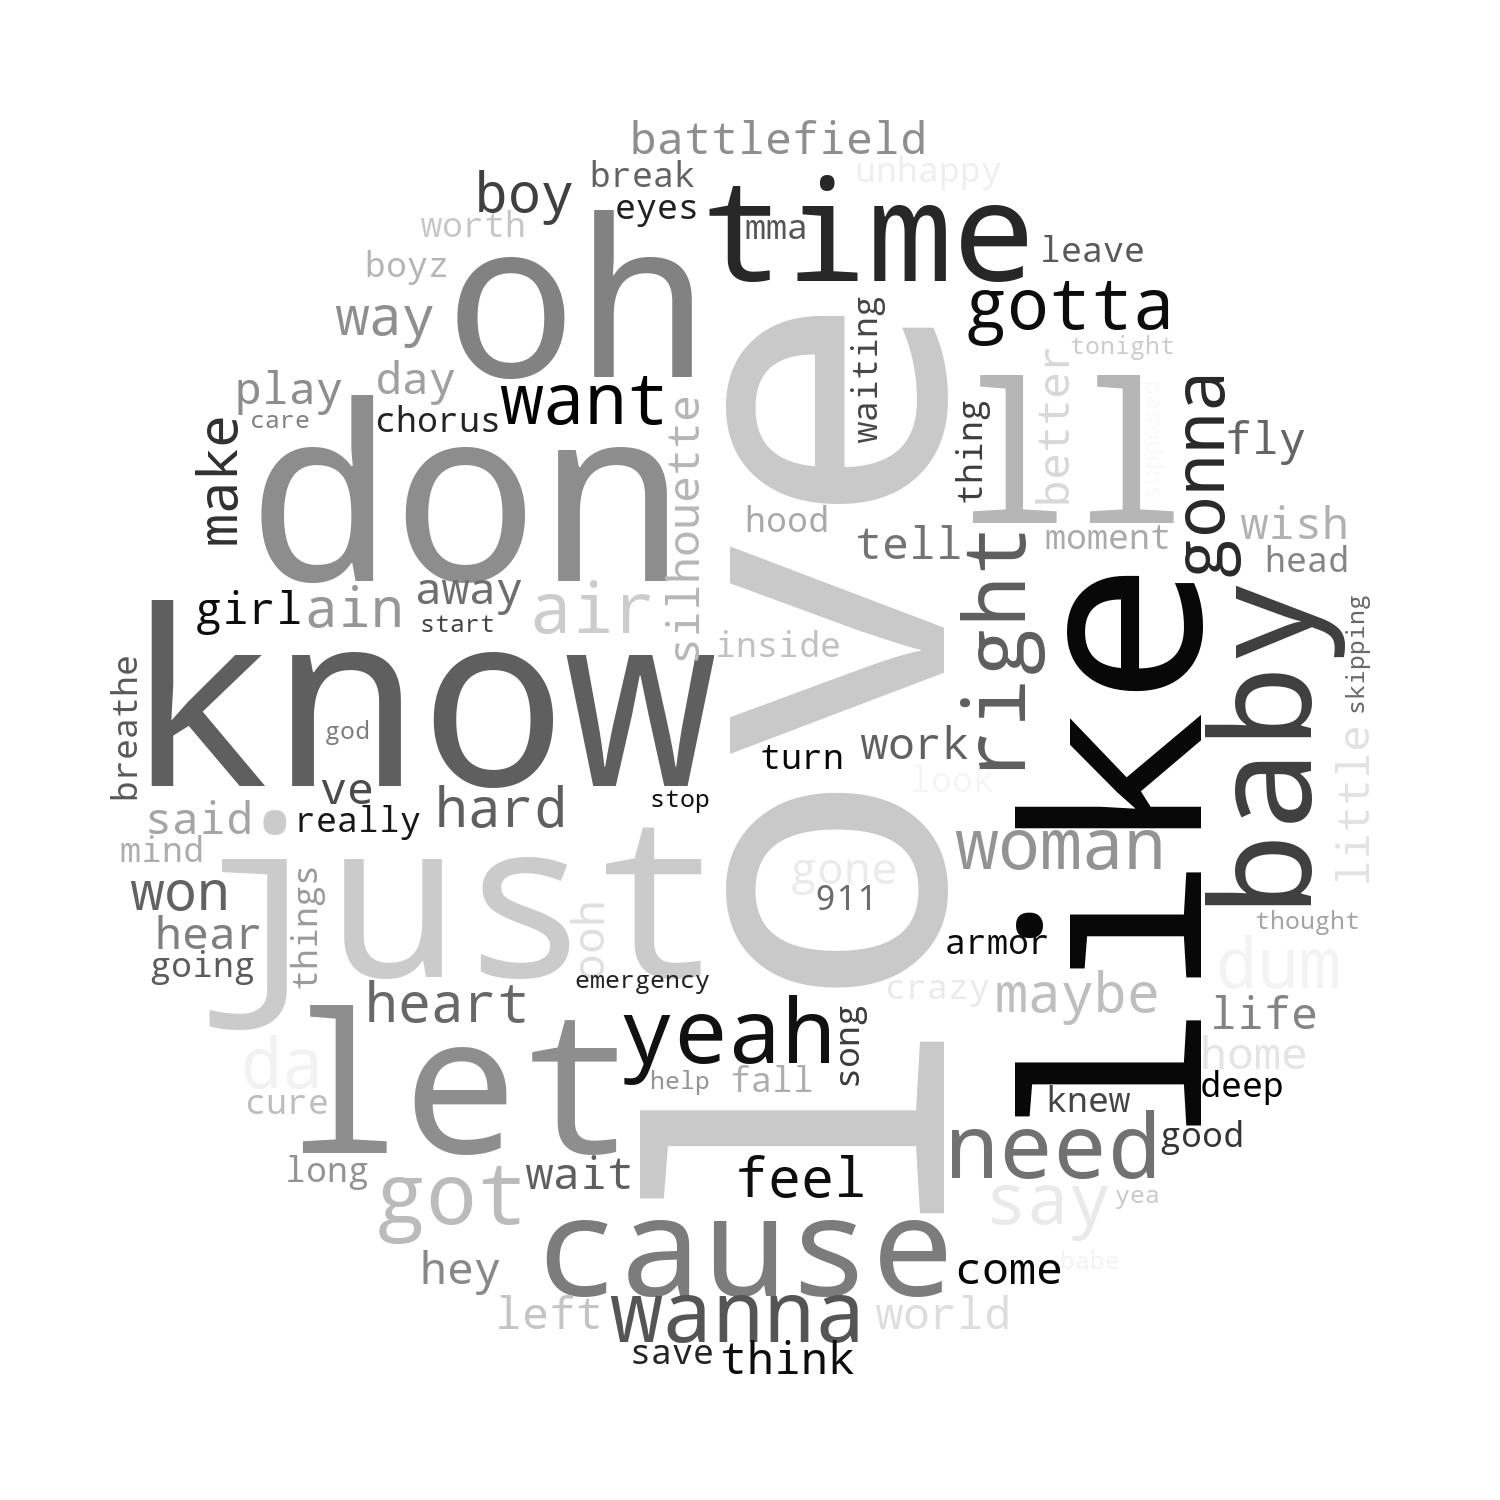 battlefield
unhappy
break
boy
eyes
time
mma
worth
oh
leave
boyz
way
gotta
waiting
tonight
better
ll
play
day
want
care
chorus
silhouette
love
thing
supposed
gonna
fly
make
don
hood
tell
moment
wish
head
right
like
baby
away
air
girl
ain
start
inside
skipping
know
breathe
god
turn
work
little
look
ve
hard
stop
said
really
mind
woman
just
gone
911
won
things
ooh
hear
going
armor
thought
dum
emergency
crazy
maybe
heart
yeah
song
life
let
da
help
fall
home
cure
knew
deep
need
good
long
got
wait
feel
say
yea
cause
hey
come
babe
left
wanna
world
save
think